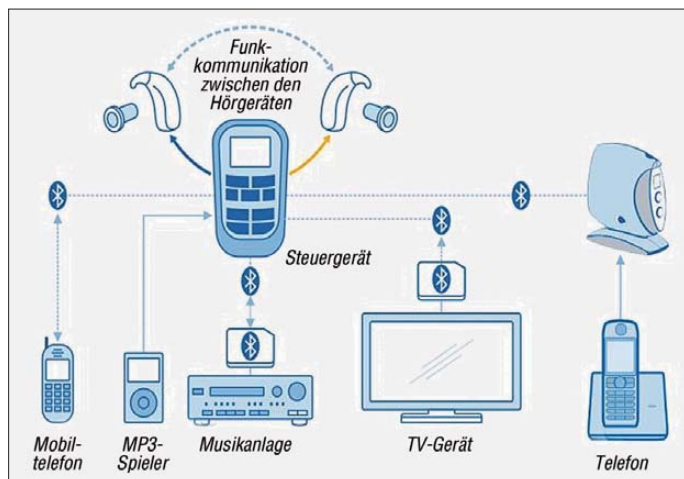 Funk-
kommunikation
zwischen den
Hörgeräten
Steuergerät
Mobil-
telefon
MP3-
Spieler
Musikanlage
TV-Gerät
Telefon